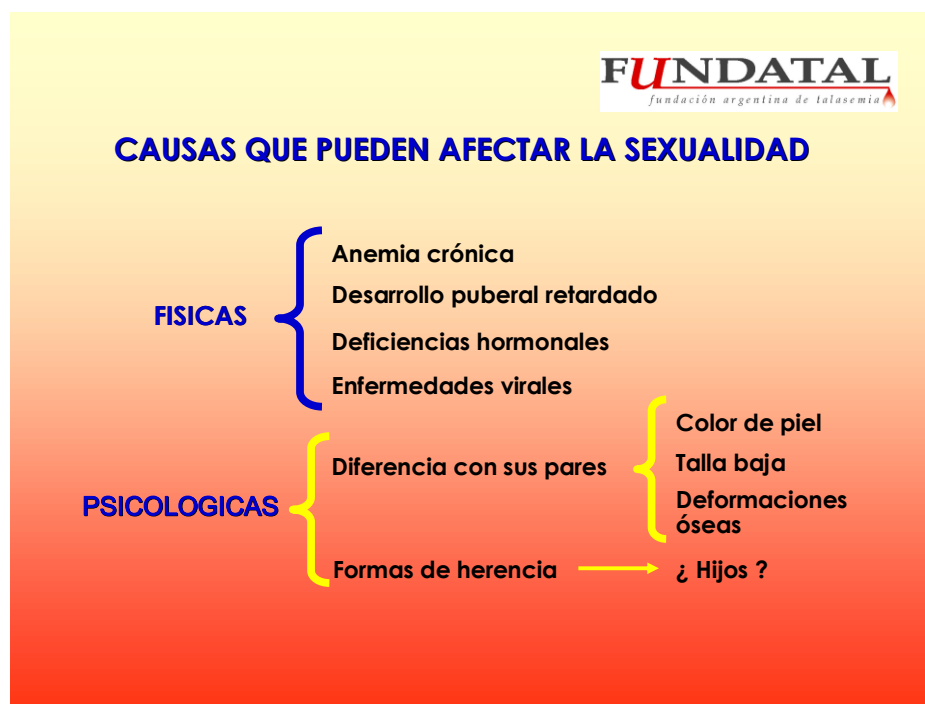 FUNDATAL
fundación argentina de talasemia
CAUSAS QUE PUEDEN AFECTAR LA SEXUALIDAD
FISICAS
Anemia crónica
Desarrollo puberal retardado
Deficiencias hormonales
Enfermedades virales
PSICOLOGICAS
Diferencia con sus pares
Color de piel
Talla baja
Deformaciones
óseas
Formas de herencia
¿ Hijos ?